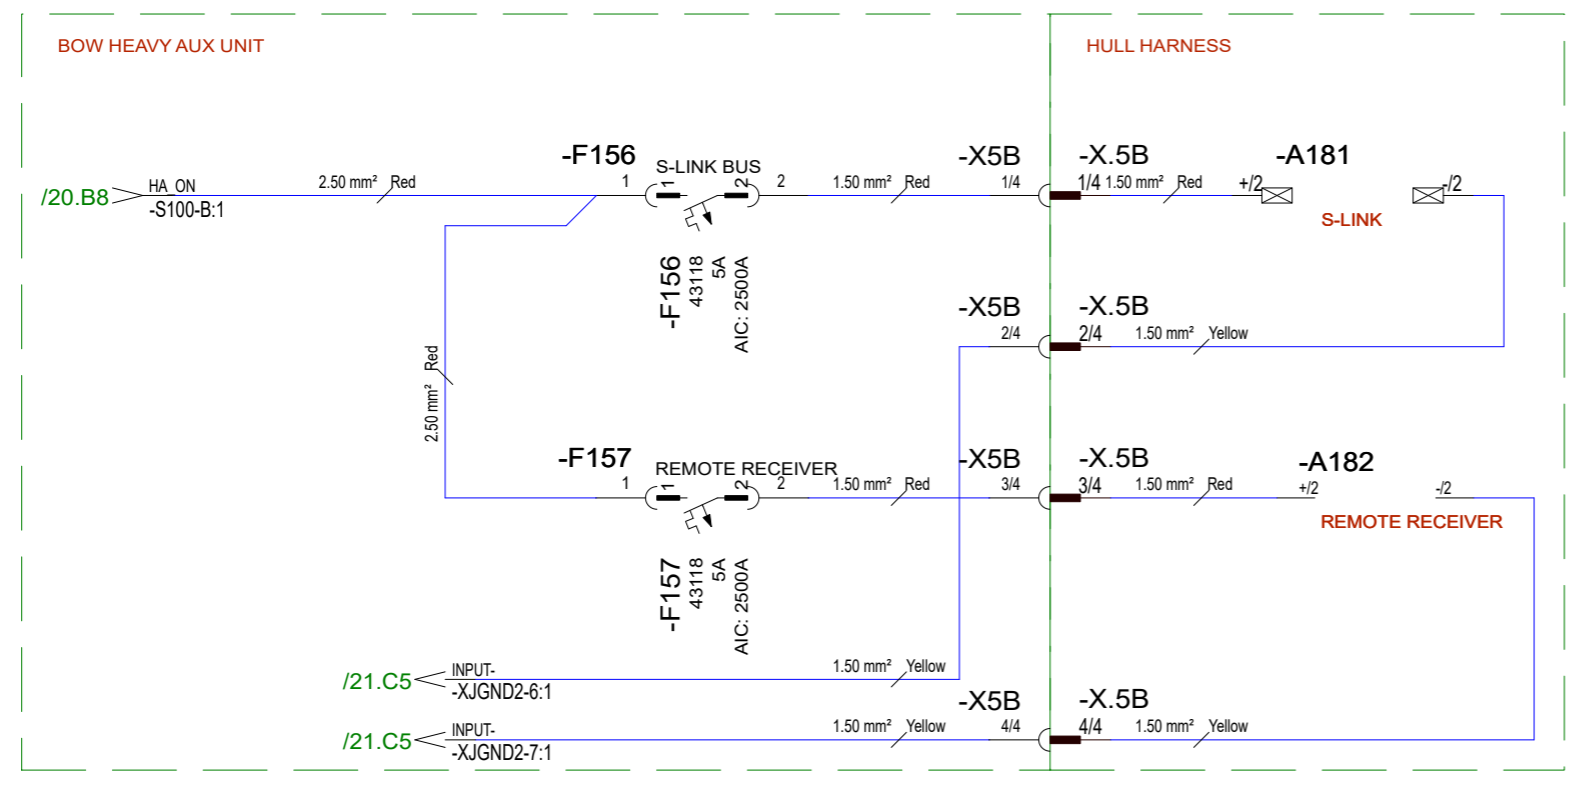 BOW HEAVY AUX UNIT
HULL HARNESS
-F156
S-LINK BUS
-X5B
-X.5B
-A181
/20.B8
HA_ON
2.50 mm² Red
1
1
2
2
1.50 mm² Red
1/4
1/4
1.50 mm² Red
+/2
-/2
-S100-B:1
S-LINK
-F156
43118
5A
AIC: 2500A
-X5B
-X.5B
2/4
2/4
1.50 mm² Yellow
2.50 mm² Red
-F157
REMOTE RECEIVER
-X5B
-X.5B
-A182
1
1
2
2
1.50 mm² Red
3/4
3/4
1.50 mm² Red
+/2
-/2
REMOTE RECEIVER
-F157
43118
5A
AIC: 2500A
/21.C5
INPUT-
-XJGND2-6:1
1.50 mm² Yellow
-X5B
-X.5B
/21.C5
INPUT-
-XJGND2-7:1
1.50 mm² Yellow
4/4
4/4
1.50 mm² Yellow